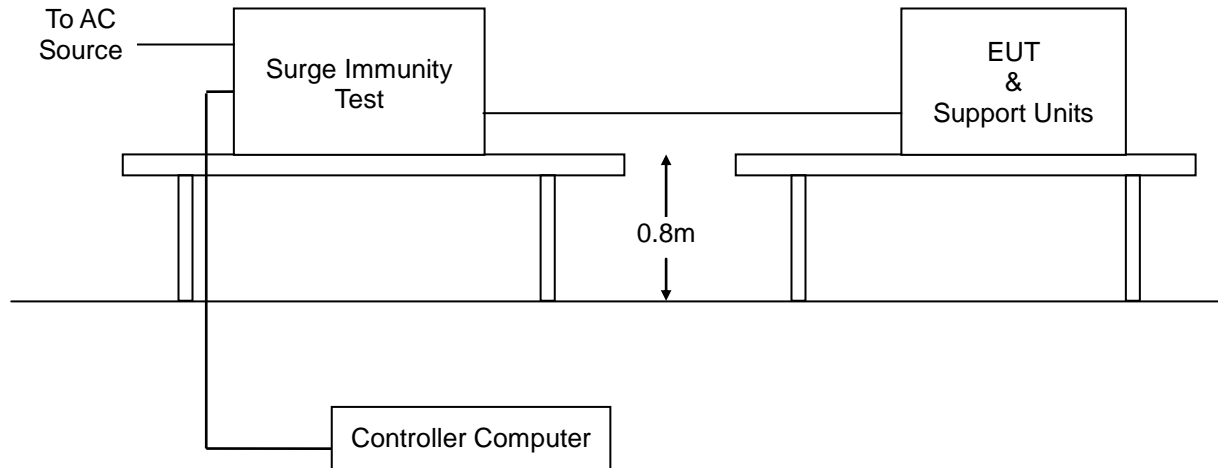 To AC
Source
Surge Immunity
Test
EUT
&
Support Units
0.8m
Controller Computer